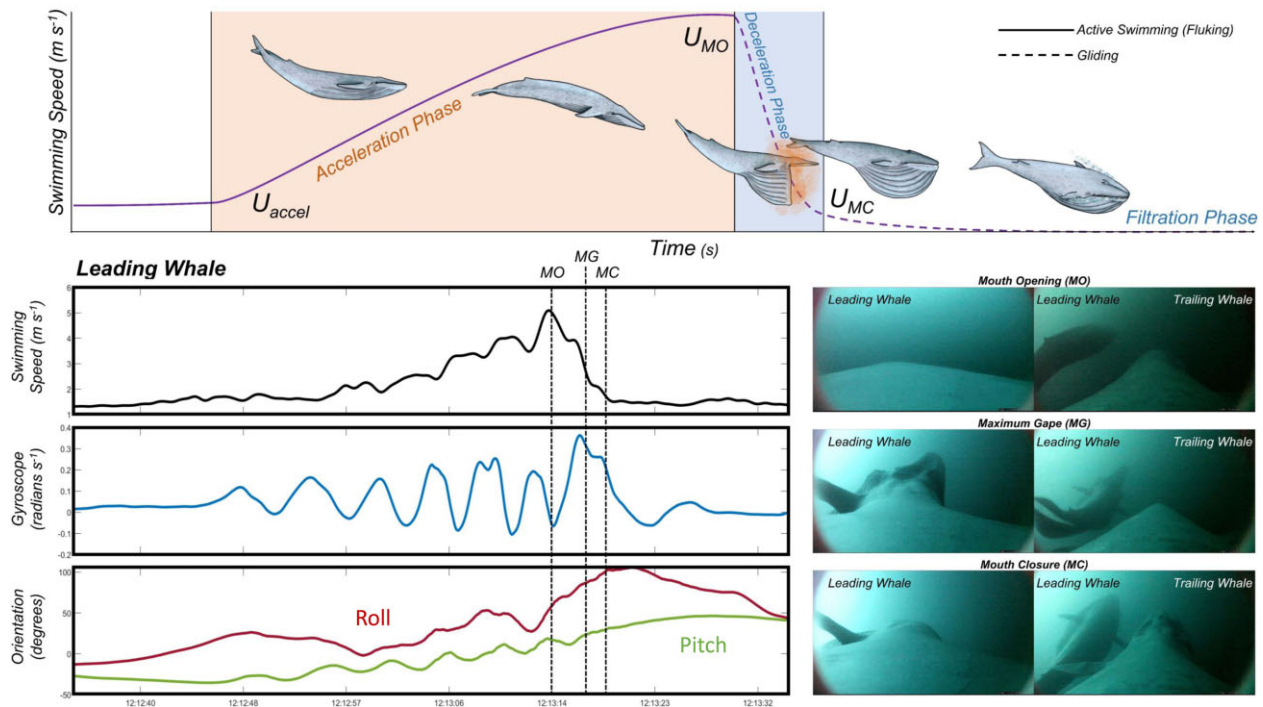 Swimming Speed (m s⁻¹)
Acceleration Phase
U_accel
U_MO
Deceleration Phase
U_MC
Filtration Phase
Active Swimming (Fluking)
Gliding
Time (s)
Leading Whale
MO
MG
MC
Swimming
Speed (m s⁻¹)
6
5
4
3
2
1
Gyroscope
(radians s⁻¹)
0.4
0.3
0.2
0.1
0
-0.1
-0.2
Orientation
(degrees)
100
50
0
-50
Roll
Pitch
12:12:40
12:12:48
12:12:57
12:13:06
12:13:14
12:13:23
12:13:32
Mouth Opening (MO)
Leading Whale
Leading Whale
Trailing Whale
Maximum Gape (MG)
Leading Whale
Leading Whale
Trailing Whale
Mouth Closure (MC)
Leading Whale
Leading Whale
Trailing Whale